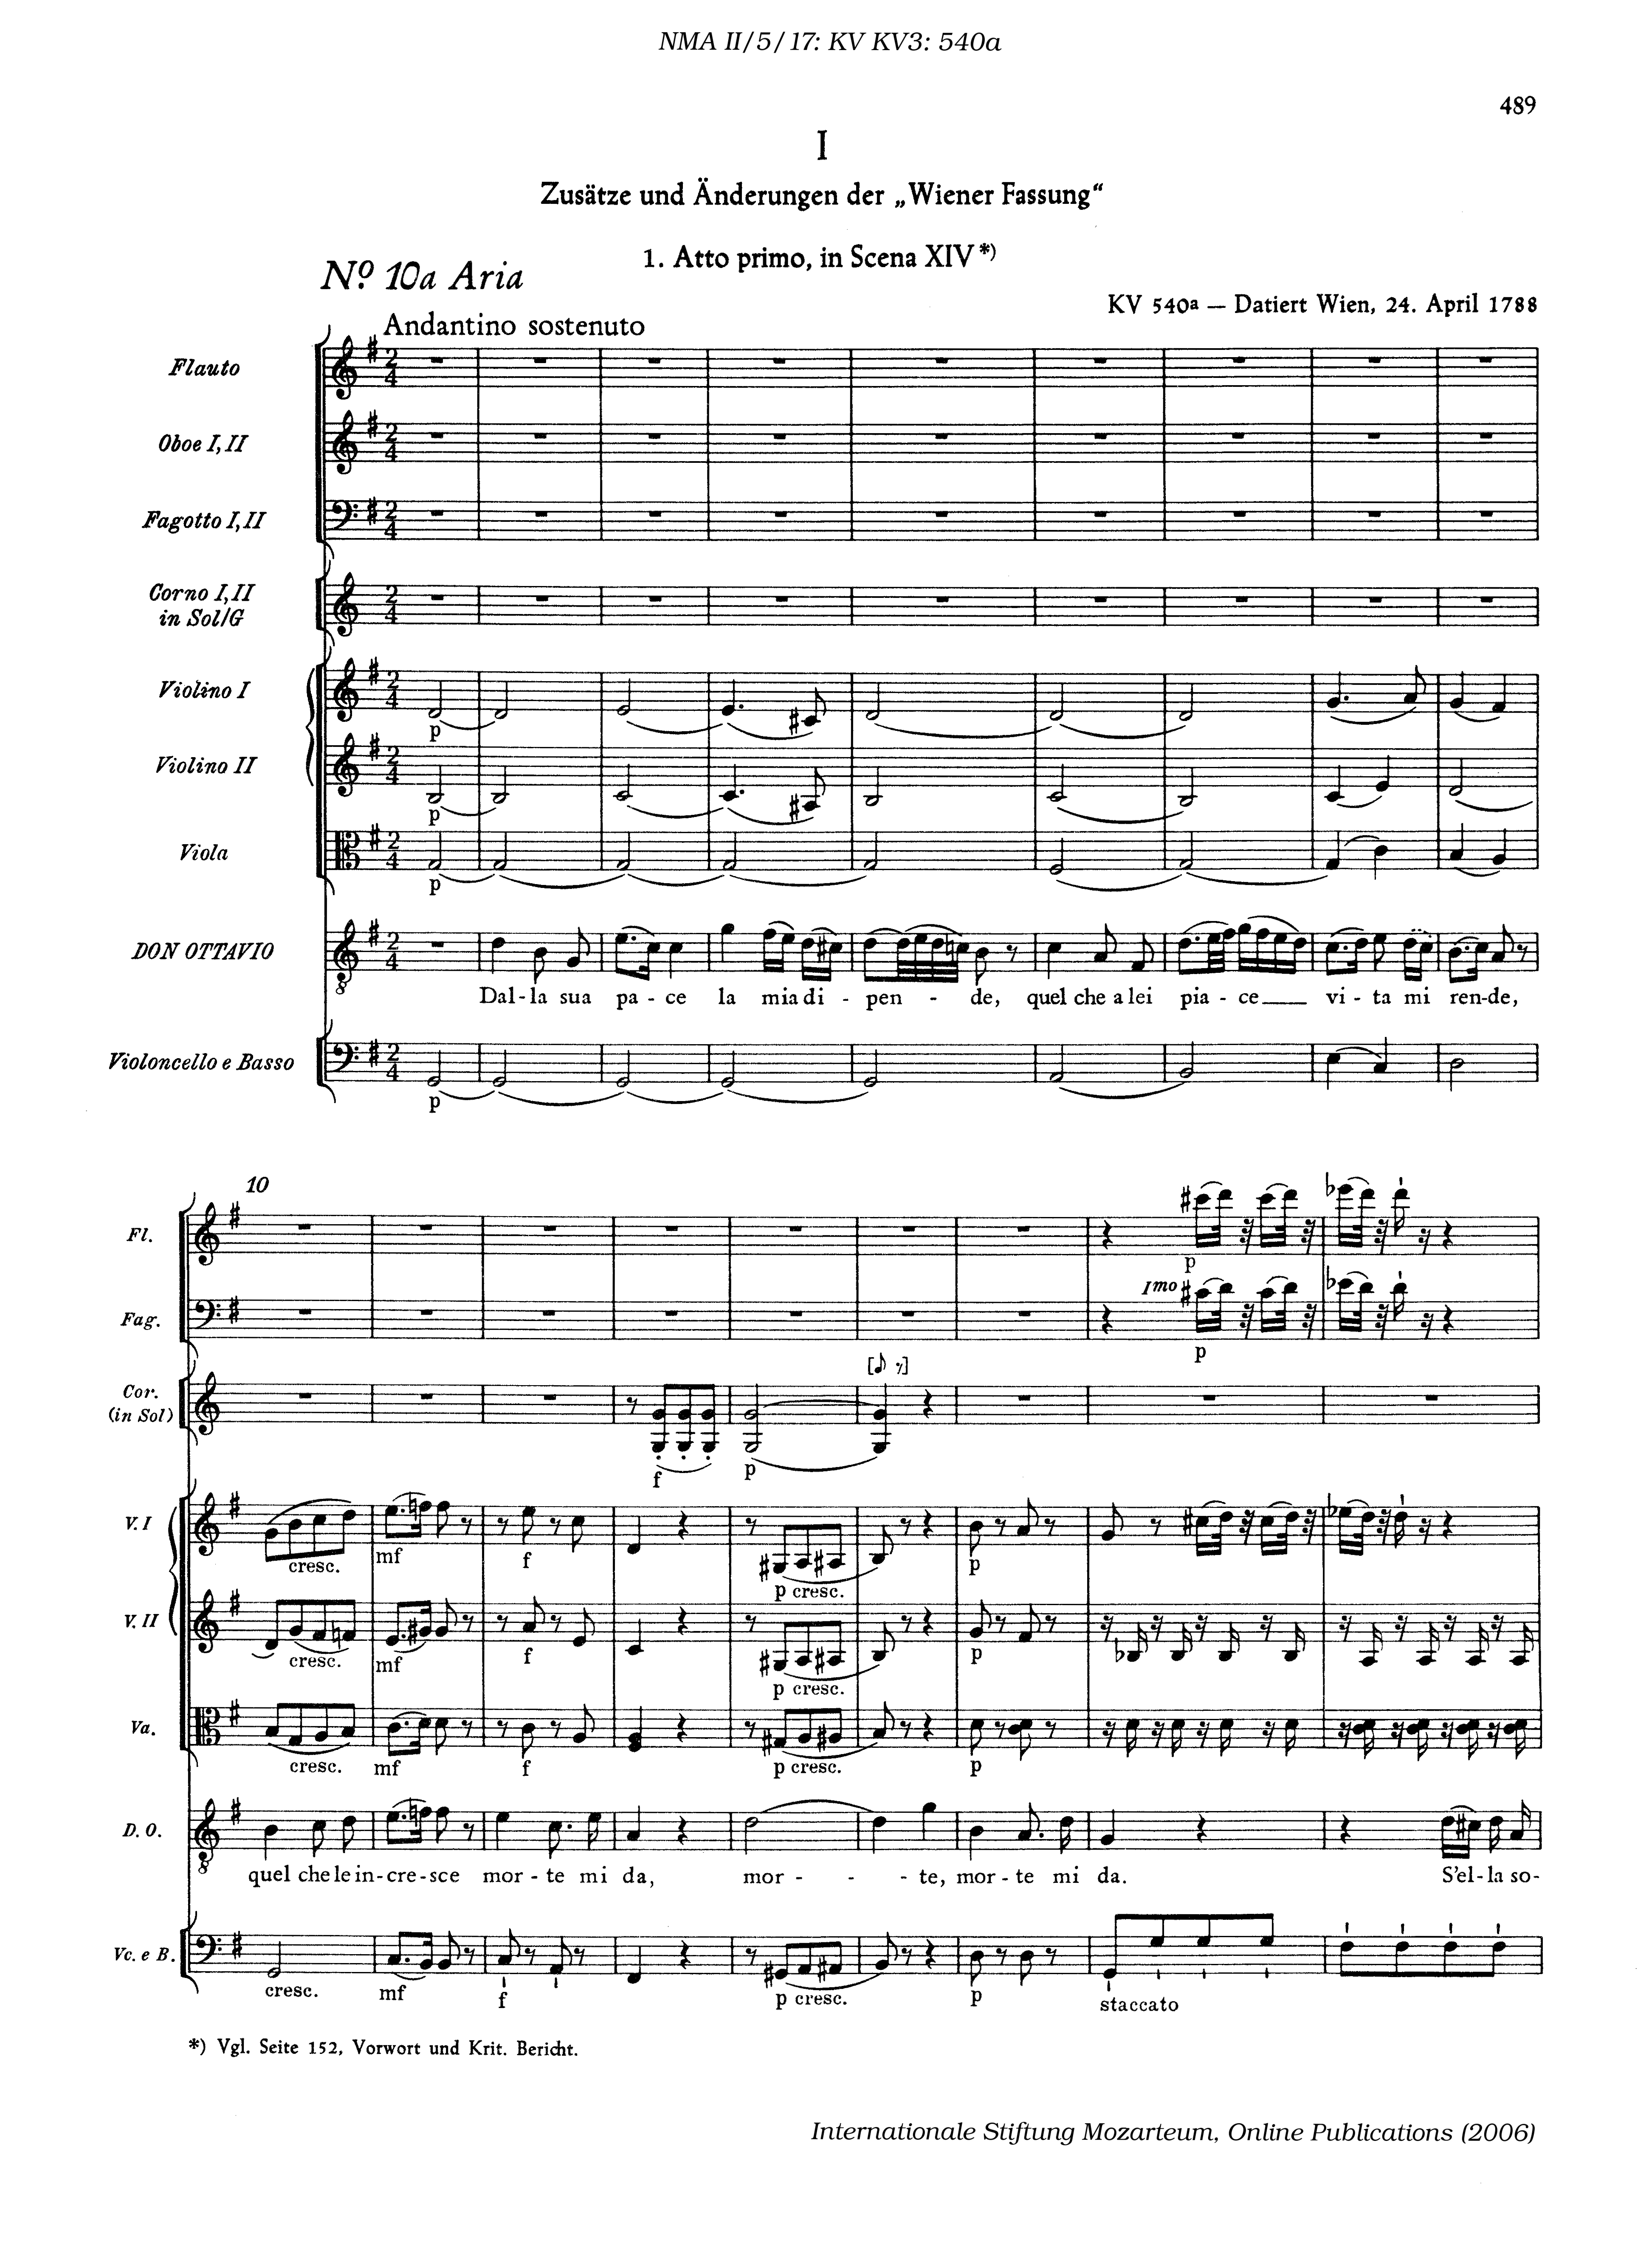 NMA II/5/17: KV KV3: 540a
489
I
Zusätze und Änderungen der „Wiener Fassung“
1. Atto primo, in Scena XIV*)
Nº 10a Aria
KV 540a — Datiert Wien, 24. April 1788
Andantino sostenuto
Flauto
Oboe I, II
Fagotto I, II
Corno I, II
in Sol/G
Violino I
p
Violino II
p
Viola
p
DON OTTAVIO
Dal-la sua pa-ce la mia di-pen-de, quel che a lei pia-ce vi-ta mi ren-de,
Violoncello e Basso
p
10
Fl.
p
Fag.
Imo
p
Cor.
(in Sol)
f p
V. I
cresc. mf f p cresc. p
V. II
cresc. mf f p cresc. p
Va.
cresc. mf f p cresc. p
D. O.
quel che le in-cre-sce mor-te mi da, mor---te, mor-te mi da. S'el-la so-
Vc. e B.
cresc. mf f p cresc. p staccato
*) Vgl. Seite 152, Vorwort und Krit. Bericht.
Internationale Stiftung Mozarteum, Online Publications (2006)